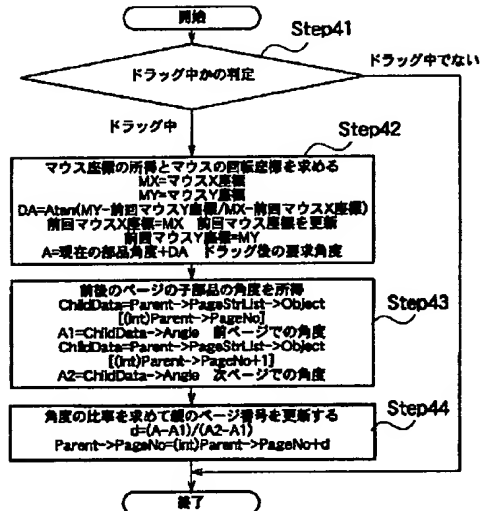 開始
Step41
ドラッグ中かの判定
ドラッグ中でない
ドラッグ中
Step42
マウス座標の所得とマウスの回転座標を求める
MX=マウスX座標
MY=マウスY座標
DA=Atan(MY-前回マウスY座標/MX-前回マウスX座標)
前回マウスX座標=MX 前回マウス座標を更新
前回マウスY座標=MY
A=現在の部品角度+DA ドラッグ後の要求角度
Step43
前後のページの子部品の角度を所得
ChildData=Parent->PageStrList->Object
[(int)Parent->PageNo]
A1=ChildData->Angle 前ページでの角度
ChildData=Parent->PageStrList->Object
[(int)Parent->PageNo+1]
A2=ChildData->Angle 次ページでの角度
Step44
角度の比率を求めて親のページ番号を更新する
d=(A-A1)/(A2-A1)
Parent->PageNo=(int)Parent->PageNo+d
終了